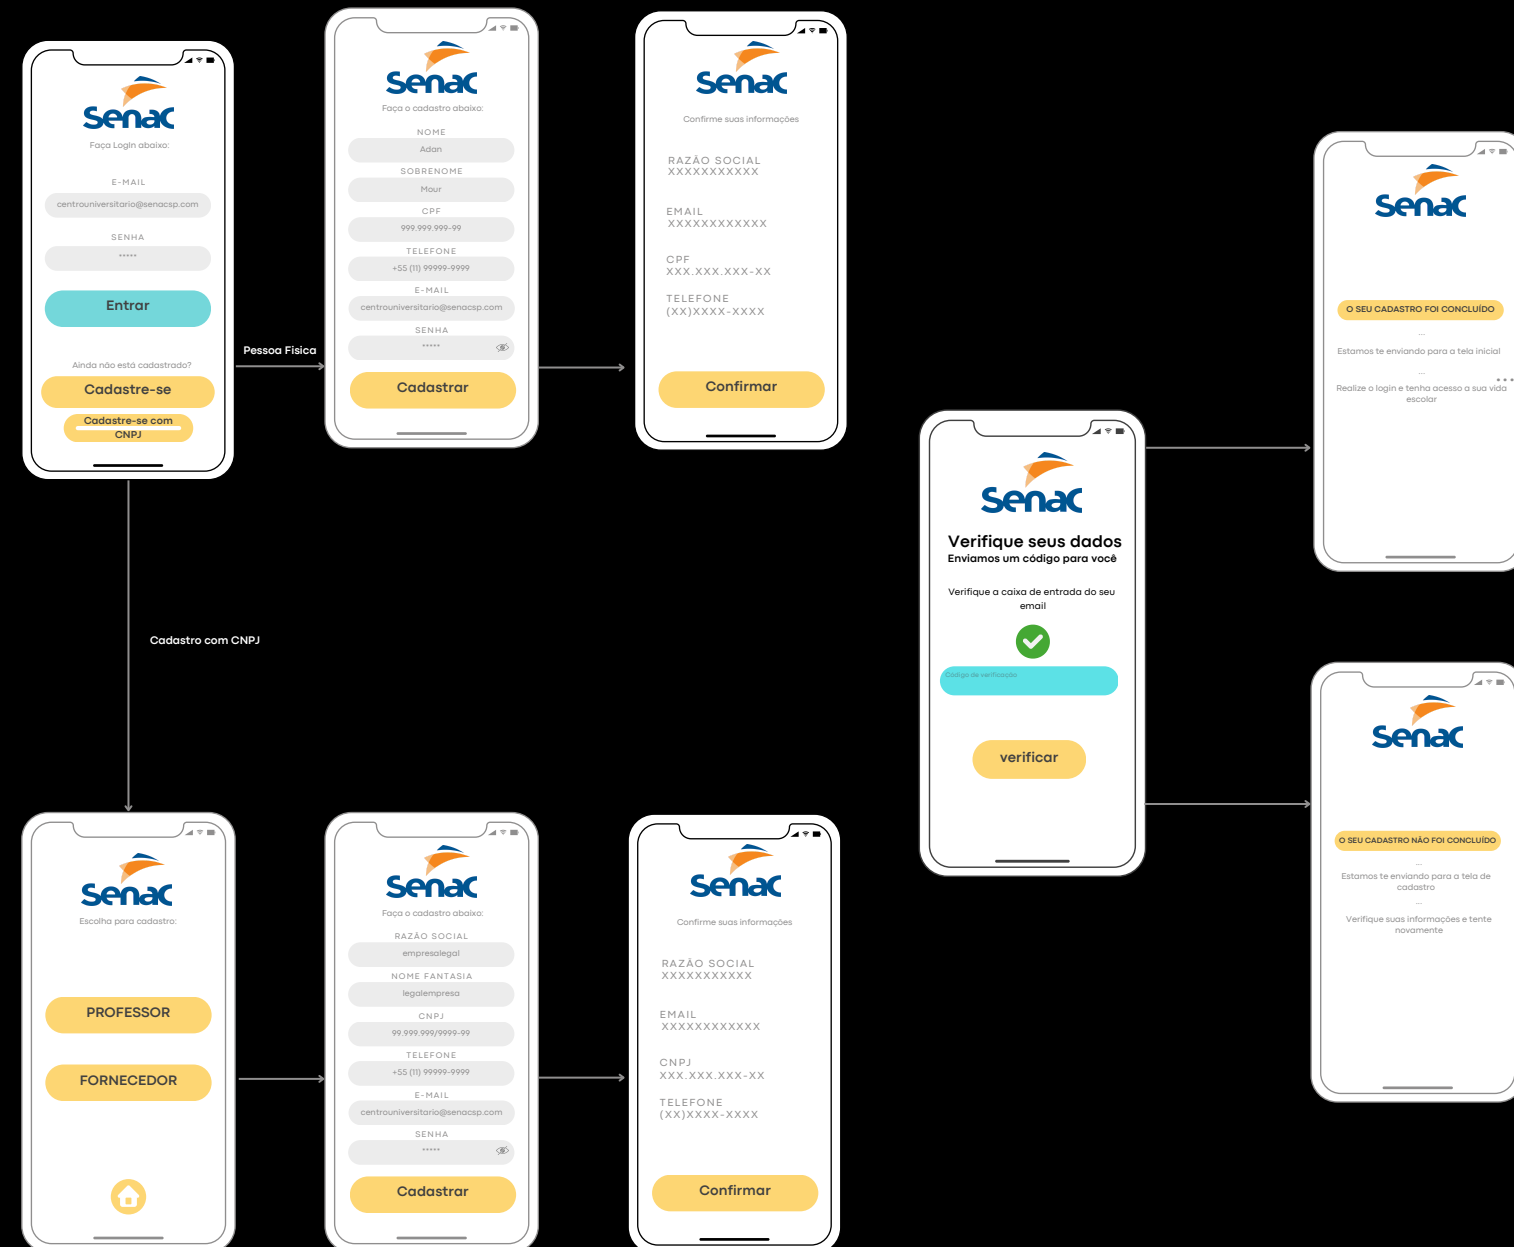 senac
Faça Login abaixo:
E-MAIL
centrouniversitario@senacsp.com
SENHA
*****
Entrar
Ainda não está cadastrado?
Cadastre-se
Cadastre-se com
CNPJ
Pessoa Fisica
senac
Faça o cadastro abaixo:
NOME
Adan
SOBRENOME
Mour
CPF
999.999.999-99
TELEFONE
+55 (11) 99999-9999
E-MAIL
centrouniversitario@senacsp.com
SENHA
*****
Cadastrar
senac
Confirme suas informações
RAZÃO SOCIAL
XXXXXXXXXXX
EMAIL
XXXXXXXXXXXX
CPF
XXX.XXX.XXX-XX
TELEFONE
(XX)XXXX-XXXX
Confirmar
Cadastro com CNPJ
senac
Escolha para cadastro:
PROFESSOR
FORNECEDOR
senac
Faça o cadastro abaixo:
RAZÃO SOCIAL
empresalegal
NOME FANTASIA
legalempresa
CNPJ
99.999.999/9999-99
TELEFONE
+55 (11) 99999-9999
E-MAIL
centrouniversitario@senacsp.com
SENHA
*****
Cadastrar
senac
Confirme suas informações
RAZÃO SOCIAL
XXXXXXXXXXX
EMAIL
XXXXXXXXXXXX
CNPJ
XXX.XXX.XXX-XX
TELEFONE
(XX)XXXX-XXXX
Confirmar
senac
Verifique seus dados
Enviamos um código para você
Verifique a caixa de entrada do seu
email
Código de verificação
verificar
senac
O SEU CADASTRO FOI CONCLUÍDO
...
Estamos te enviando para a tela inicial
...
Realize o login e tenha acesso a sua vida
escolar
...
senac
O SEU CADASTRO NÃO FOI CONCLUÍDO
...
Estamos te enviando para a tela de
cadastro
...
Verifique suas informações e tente
novamente